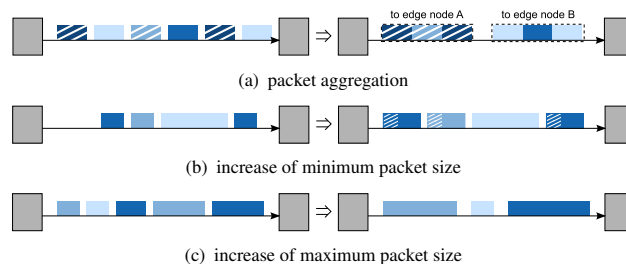 to edge node A to edge node B
⇒
(a) packet aggregation
⇒
(b) increase of minimum packet size
⇒
(c) increase of maximum packet size